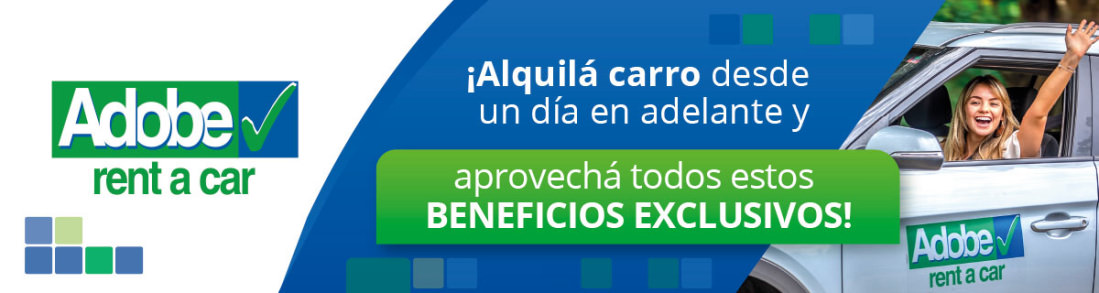 Adobe
rent a car
¡Alquilá carro desde
un día en adelante y
aprovechá todos estos
BENEFICIOS EXCLUSIVOS!
Adobe
rent a car